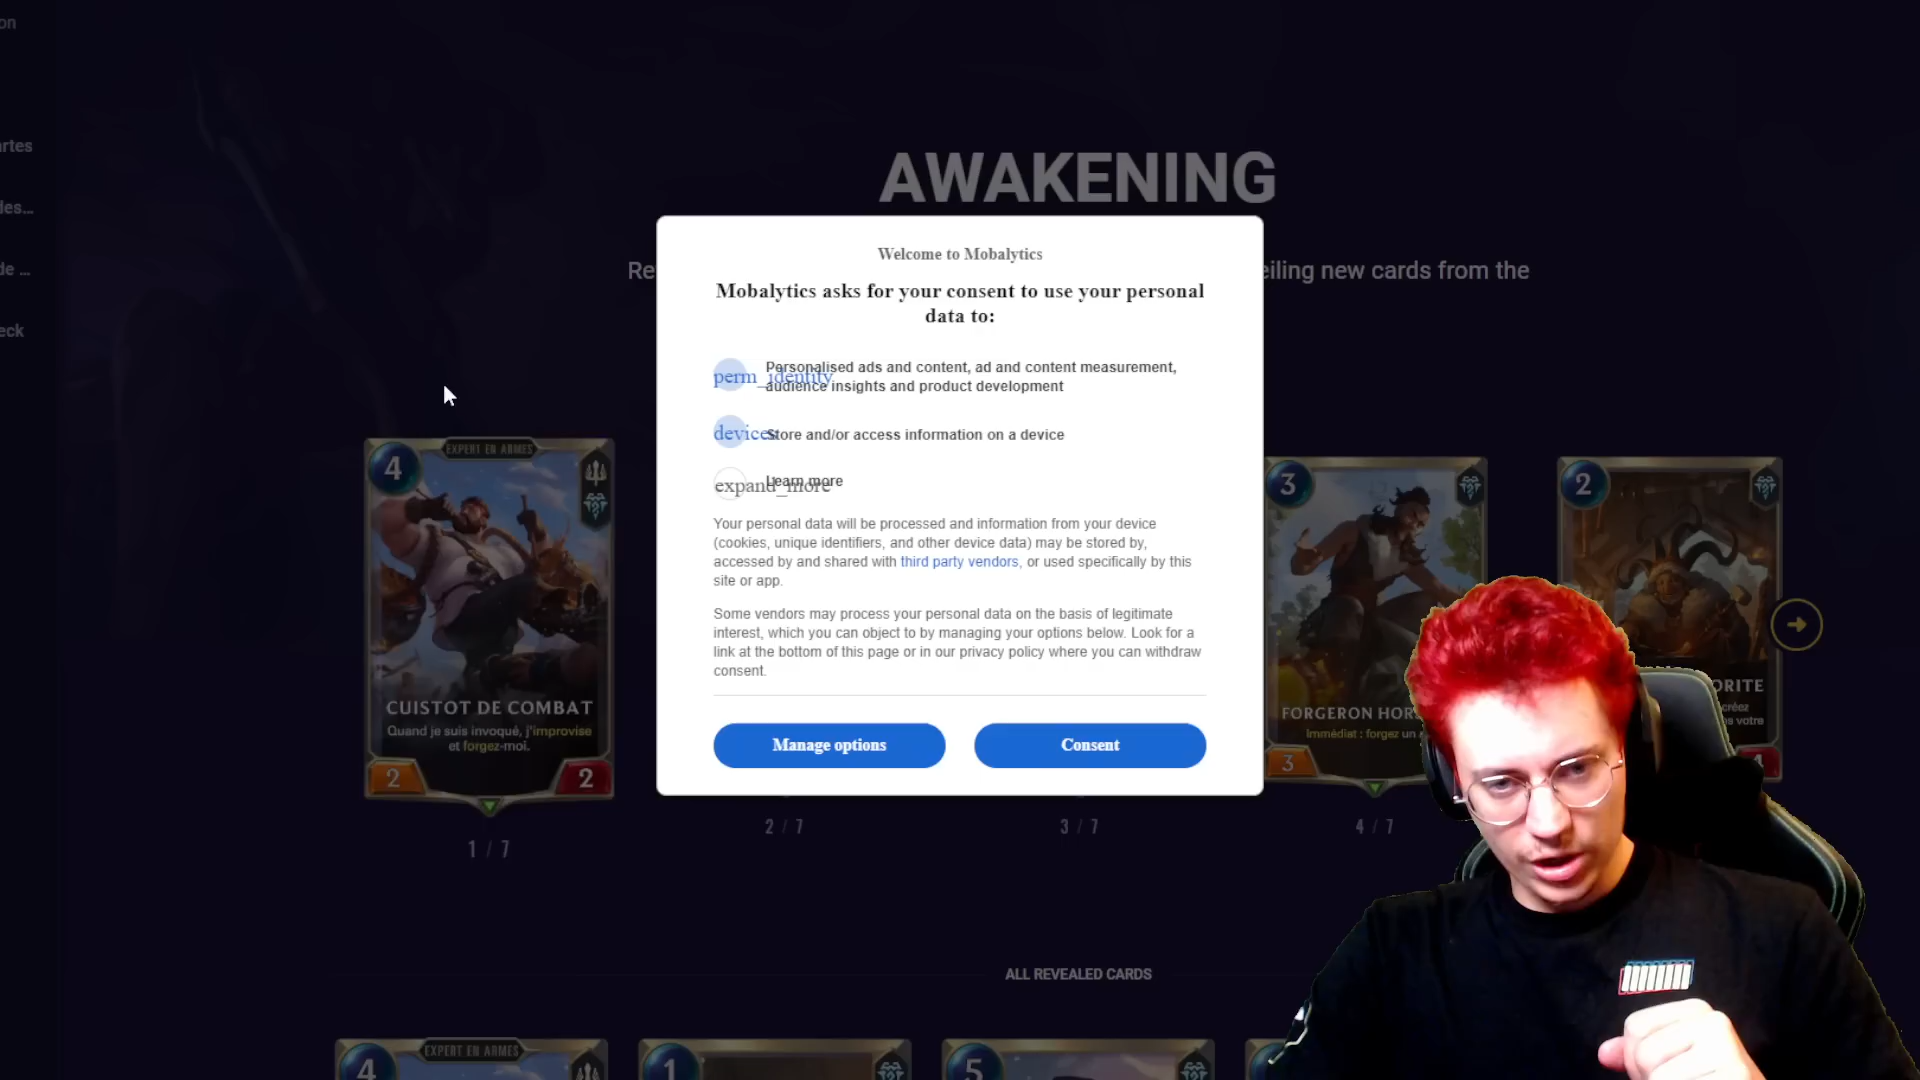 on
artes
des...
de ...
eck
AWAKENING
Re
eiling new cards from the
Welcome to Mobalytics
Mobalytics asks for your consent to use your personal
data to:
perm_identity
Personalised ads and content, ad and content measurement,
audience insights and product development
devices
Store and/or access information on a device
expand_more
Learn more
Your personal data will be processed and information from your device
(cookies, unique identifiers, and other device data) may be stored by,
accessed by and shared with third party vendors, or used specifically by this
site or app.
Some vendors may process your personal data on the basis of legitimate
interest, which you can object to by managing your options below. Look for a
link at the bottom of this page or in our privacy policy where you can withdraw
consent.
Manage options
Consent
EXPERT EN ARMES
4
CUISTOT DE COMBAT
Quand je suis invoqué, j'improvise
et forgez-moi.
2
2
1 / 7
2 / 7
3 / 7
3
FORGERON HOR
Immédiat : forgez un
3
4 / 7
2
ORITE
créez
s votre
ALL REVEALED CARDS
EXPERT EN ARMES
4
1
5